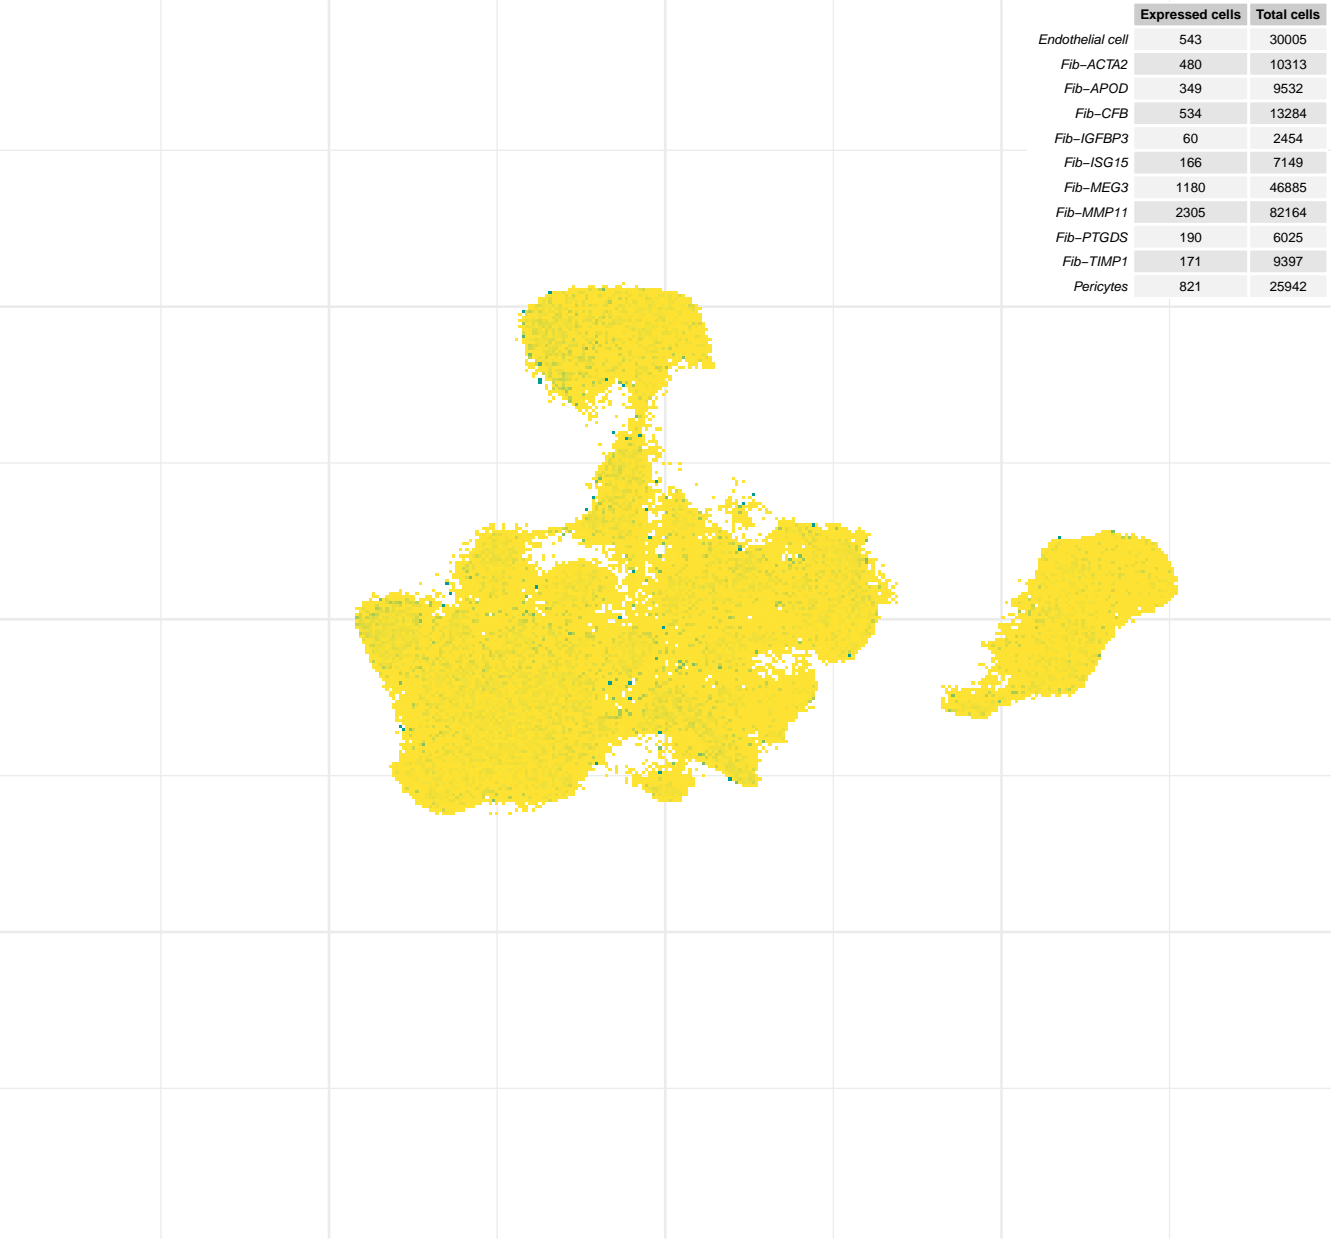 Expressed cells Total cells
Endothelial cell 543 30005
Fib−ACTA2 480 10313
Fib−APOD 349 9532
Fib−CFB 534 13284
Fib−IGFBP3 60 2454
Fib−ISG15 166 7149
Fib−MEG3 1180 46885
Fib−MMP11 2305 82164
Fib−PTGDS 190 6025
Fib−TIMP1 171 9397
Pericytes 821 25942